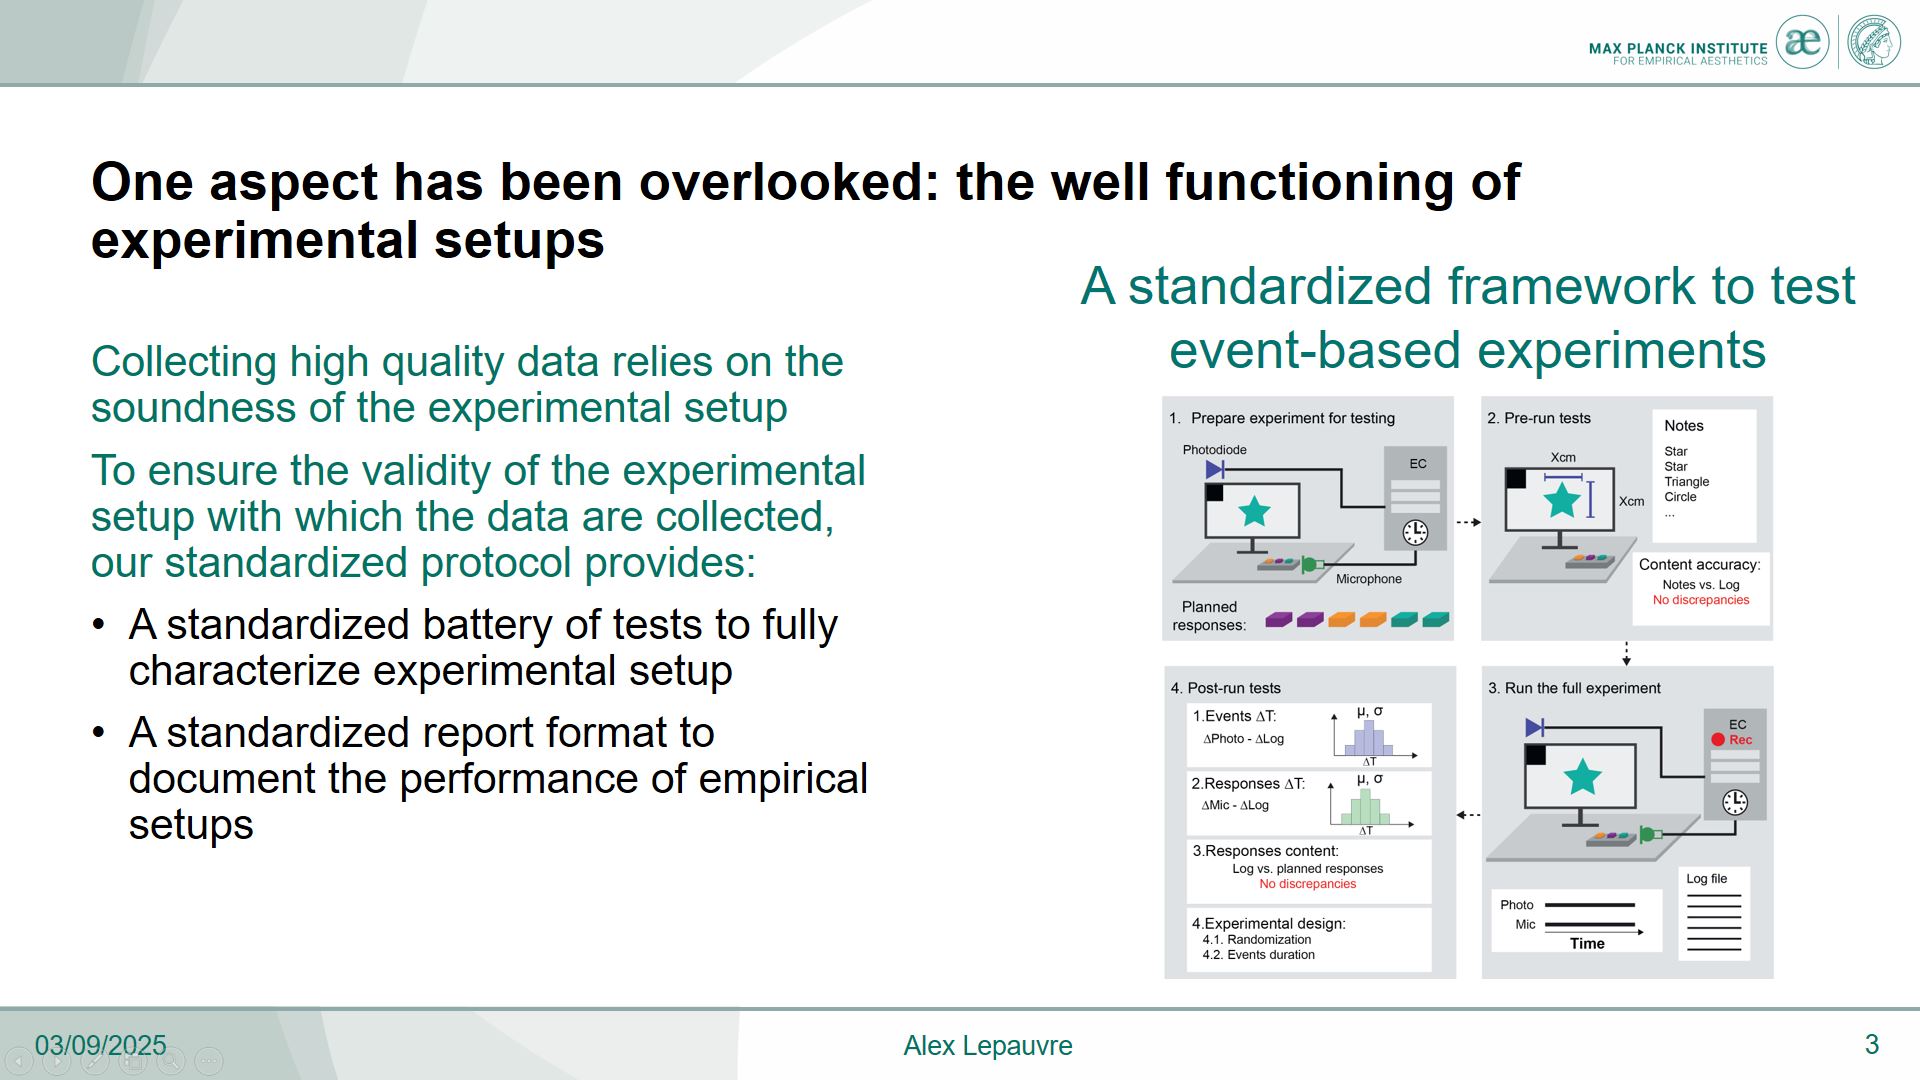 MAX PLANCK INSTITUTE
FOR EMPIRICAL AESTHETICS
æ
One aspect has been overlooked: the well functioning of
experimental setups
Collecting high quality data relies on the
soundness of the experimental setup
To ensure the validity of the experimental
setup with which the data are collected,
our standardized protocol provides:
• A standardized battery of tests to fully
characterize experimental setup
• A standardized report format to
document the performance of empirical
setups
A standardized framework to test
event-based experiments
1. Prepare experiment for testing
Photodiode
EC
Microphone
Planned
responses:
2. Pre-run tests
Xcm
Xcm
Notes
Star
Star
Triangle
Circle
...
Content accuracy:
Notes vs. Log
No discrepancies
3. Run the full experiment
EC
Rec
Photo
Mic
Time
Log file
4. Post-run tests
1.Events ΔT:
ΔPhoto - ΔLog
μ, σ
ΔT
2.Responses ΔT:
ΔMic - ΔLog
μ, σ
ΔT
3.Responses content:
Log vs. planned responses
No discrepancies
4.Experimental design:
4.1. Randomization
4.2. Events duration
03/09/2025
Alex Lepauvre
3